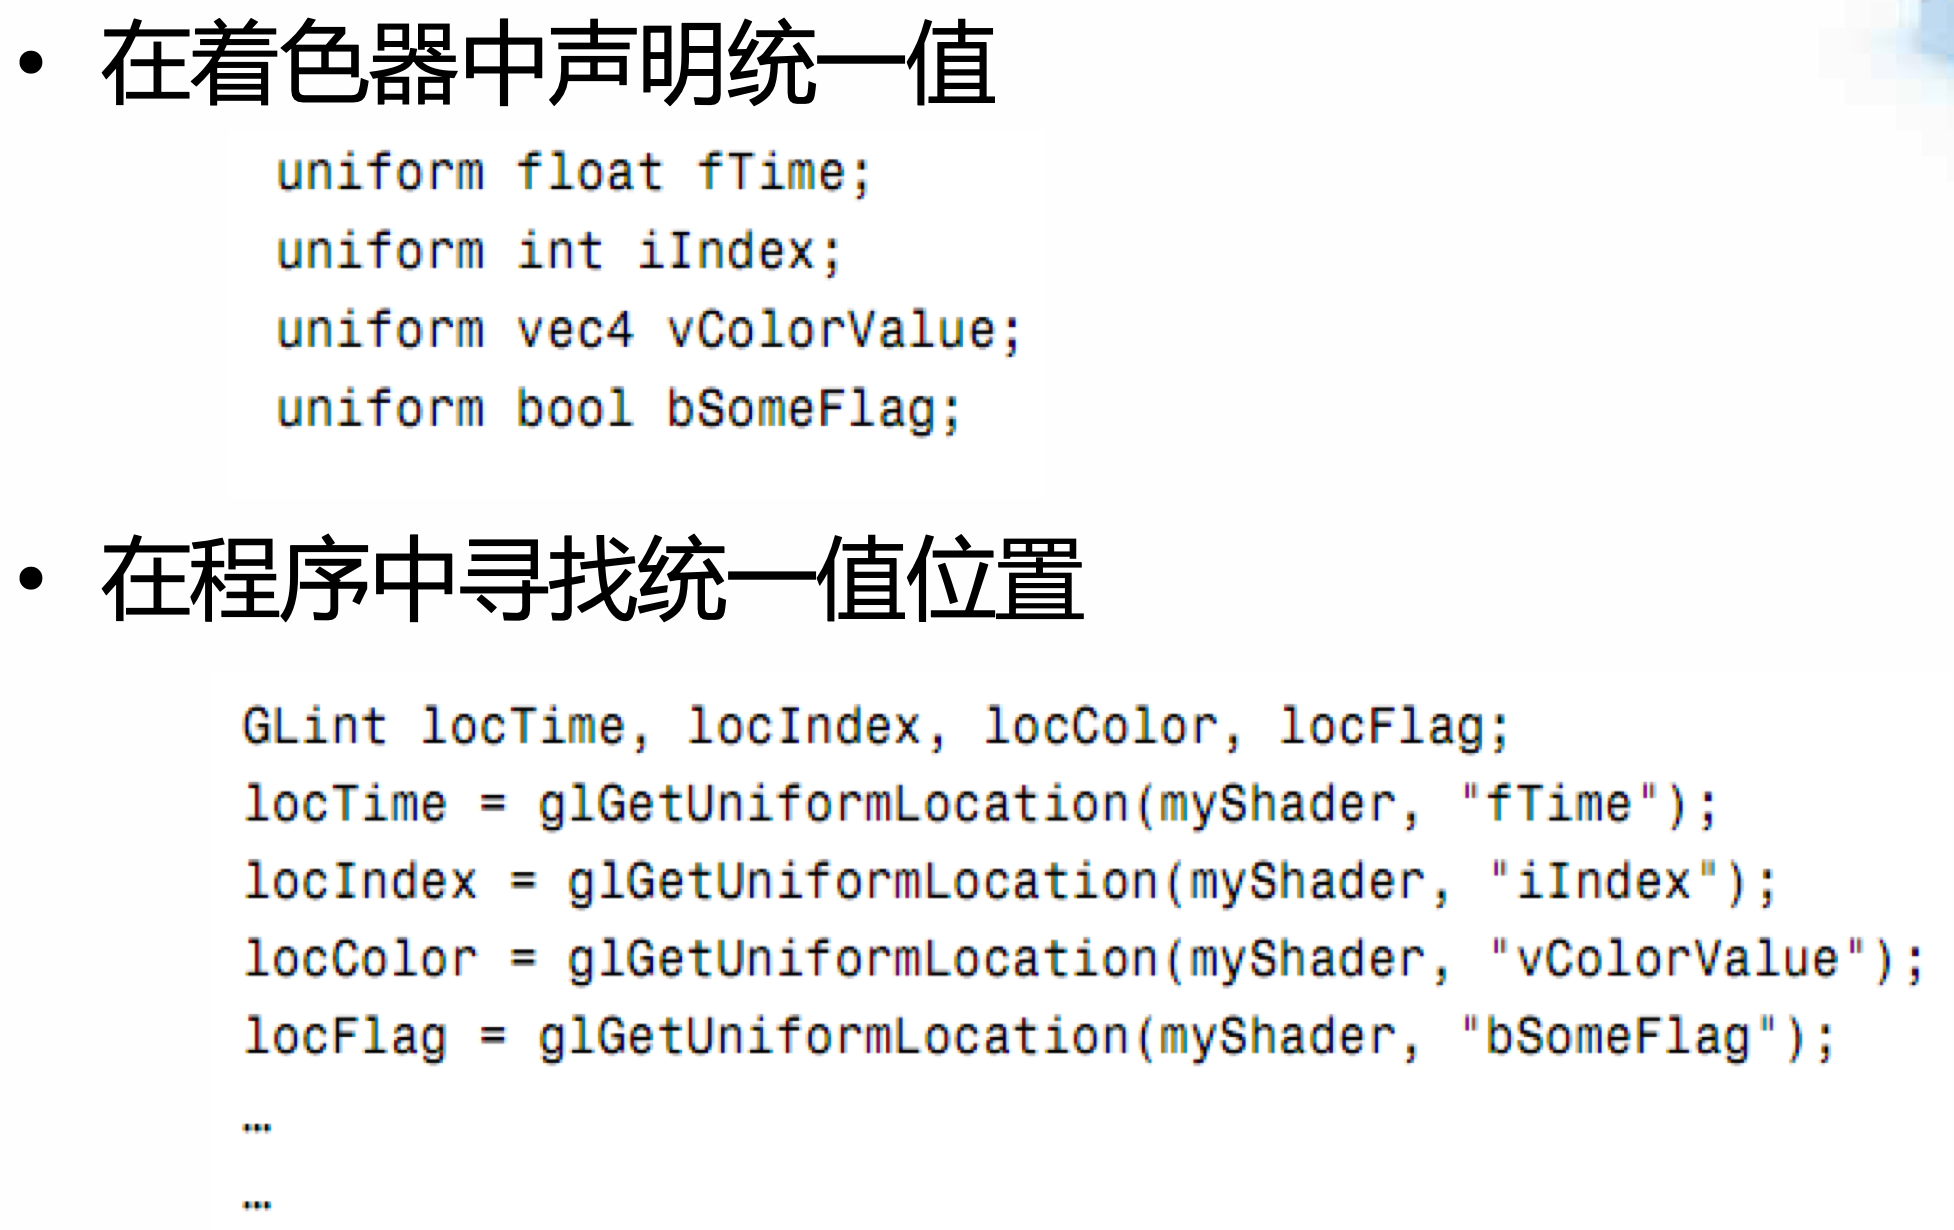 • 在着色器中声明统一值
uniform float fTime;
uniform int iIndex;
uniform vec4 vColorValue;
uniform bool bSomeFlag;
• 在程序中寻找统一值位置
GLint locTime, locIndex, locColor, locFlag;
locTime = glGetUniformLocation(myShader, "fTime");
locIndex = glGetUniformLocation(myShader, "iIndex");
locColor = glGetUniformLocation(myShader, "vColorValue");
locFlag = glGetUniformLocation(myShader, "bSomeFlag");
…
…